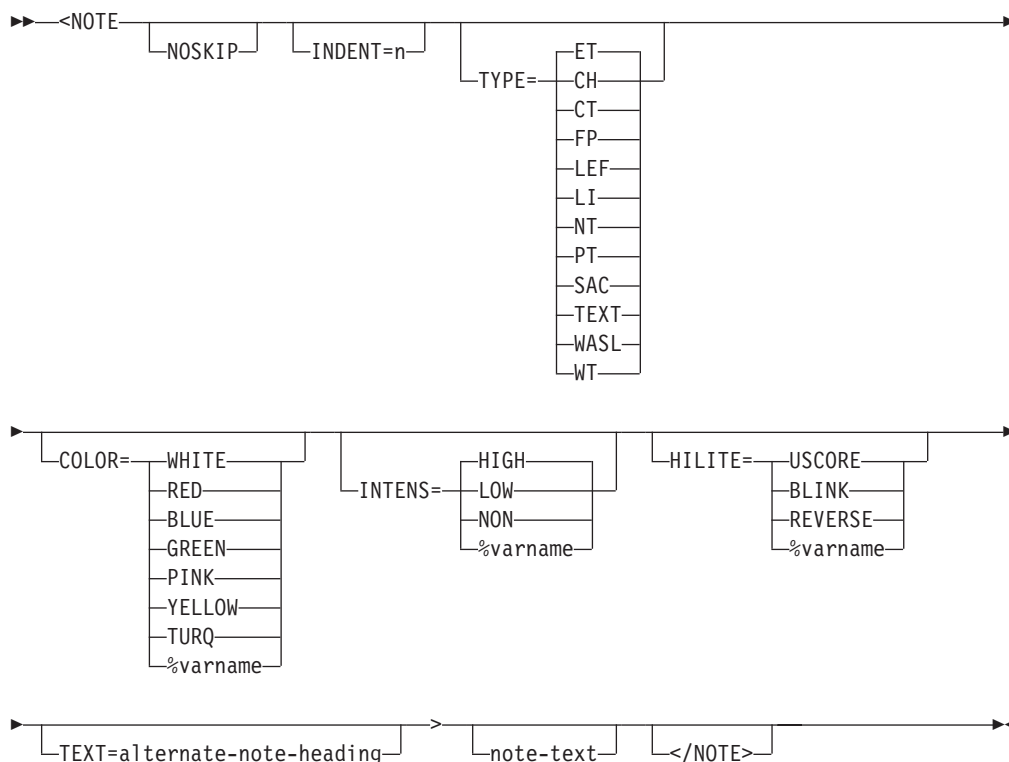 <NOTE
NOSKIP
INDENT=n
TYPE=
ET
CH
CT
FP
LEF
LI
NT
PT
SAC
TEXT
WASL
WT
COLOR=
WHITE
RED
BLUE
GREEN
PINK
YELLOW
TURQ
%varname
INTENS=
HIGH
LOW
NON
%varname
HILITE=
USCORE
BLINK
REVERSE
%varname
TEXT=alternate-note-heading
>
note-text
</NOTE>